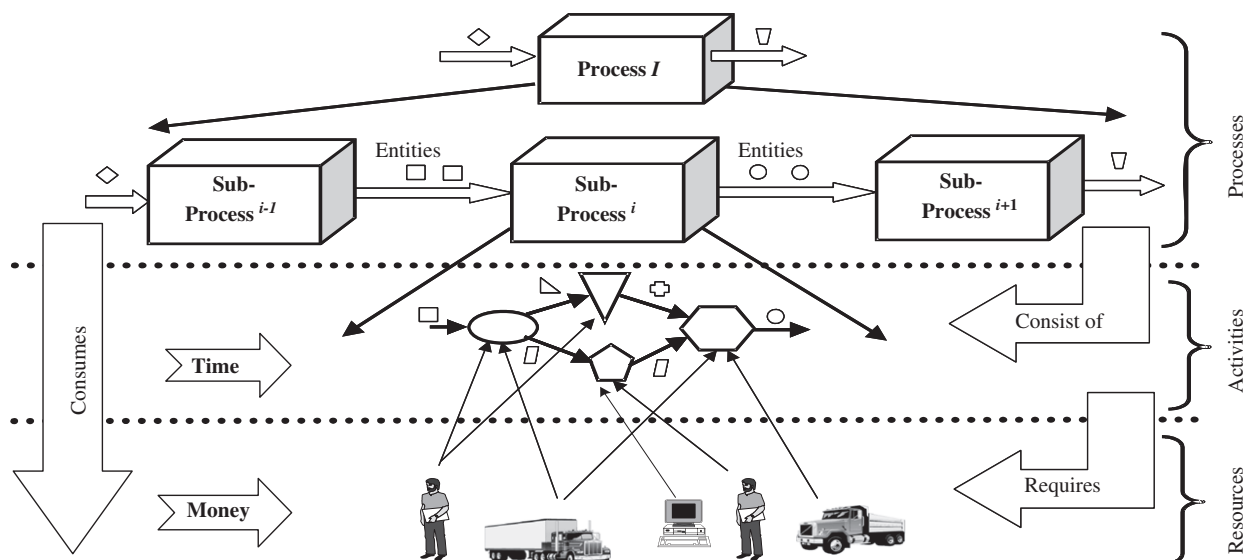 Process I
Processes
Entities
Entities
Sub-
Process i-1
Sub-
Process i
Sub-
Process i+1
Consumes
Time
Consist of
Activities
Money
Requires
Resources